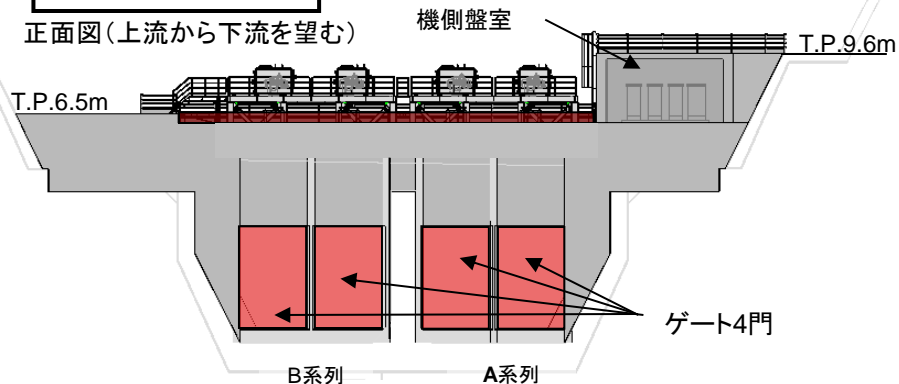 機側盤室
正面図(上流から下流を望む)
T.P.9.6m
T.P.6.5m
ゲート4門
B系列
A系列